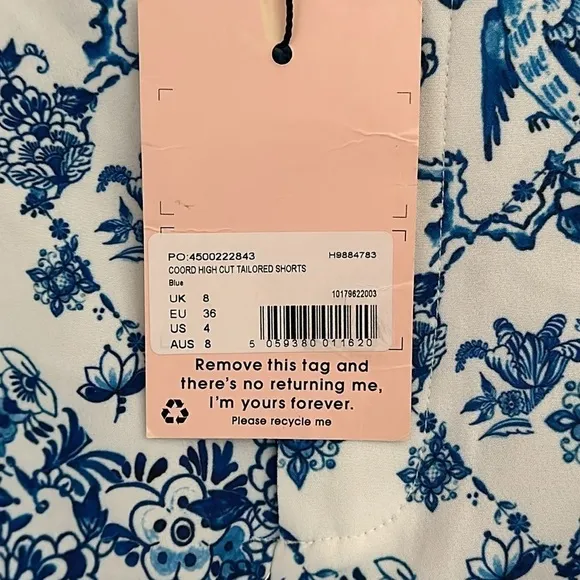 PO:4500222843 H9884783
COORD HIGH CUT TAILORED SHORTS
Blue
UK 8 10179622003
EU 36
US 4
AUS 8 5 059380 011620
Remove this tag and
there's no returning me,
I'm yours forever.
Please recycle me